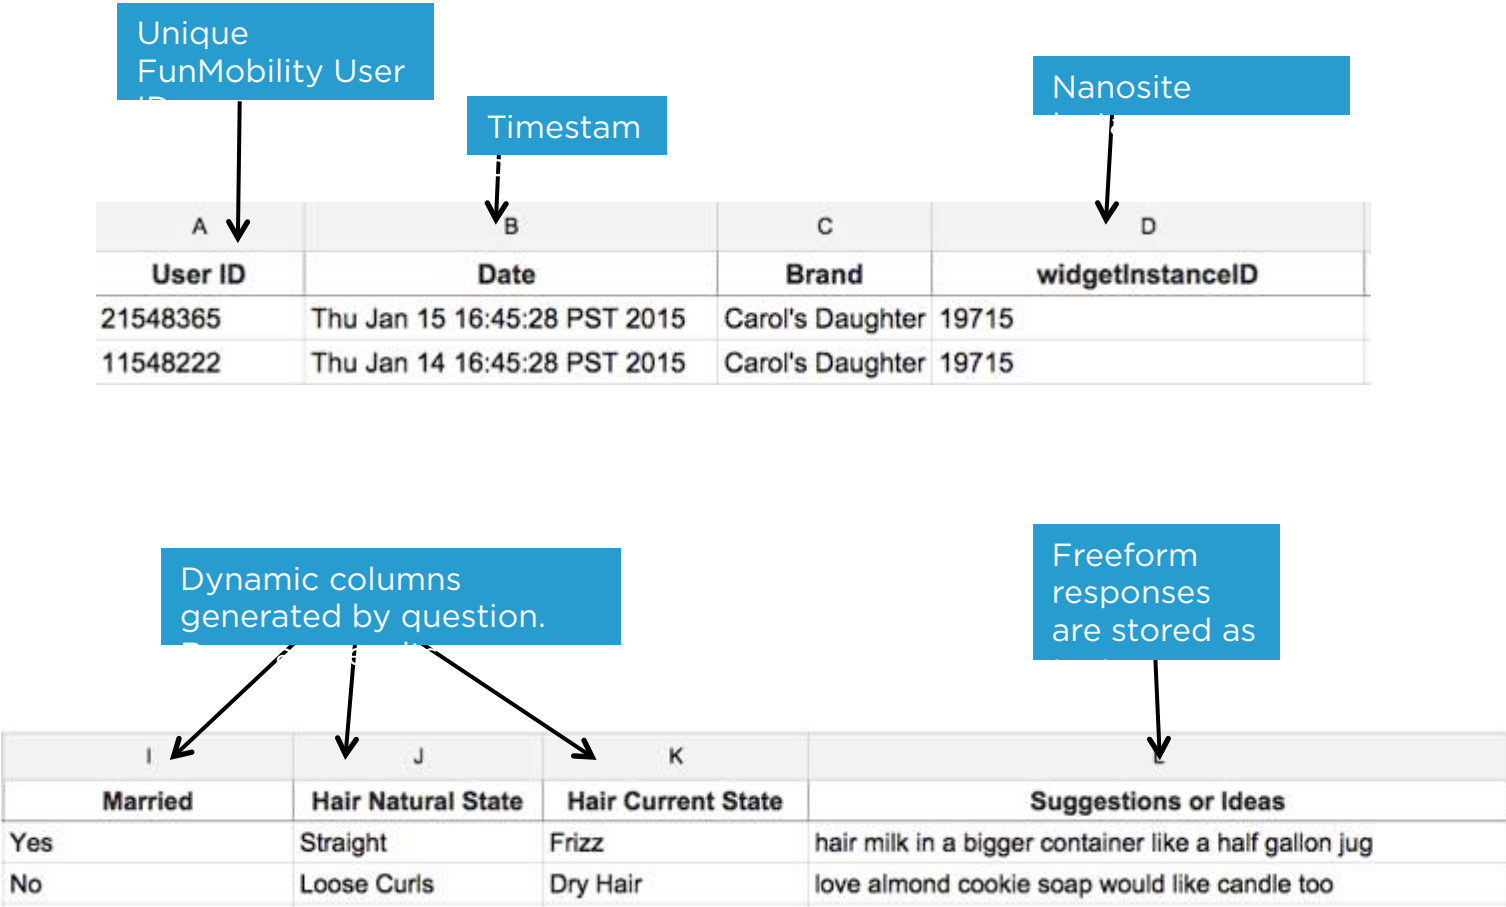 Unique
FunMobility User
Timestam
Nanosite
A B C D
User ID Date Brand widgetInstanceID
21548365 Thu Jan 15 16:45:28 PST 2015 Carol's Daughter 19715
11548222 Thu Jan 14 16:45:28 PST 2015 Carol's Daughter 19715
Dynamic columns
generated by question.
Freeform
responses
are stored as
I J K L
Married Hair Natural State Hair Current State Suggestions or Ideas
Yes Straight Frizz hair milk in a bigger container like a half gallon jug
No Loose Curls Dry Hair love almond cookie soap would like candle too